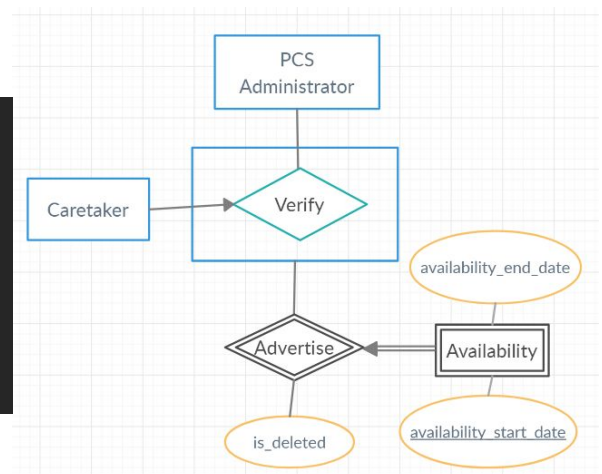 PCS
Administrator
Caretaker
Verify
availability_end_date
Advertise
Availability
is_deleted
availability_start_date